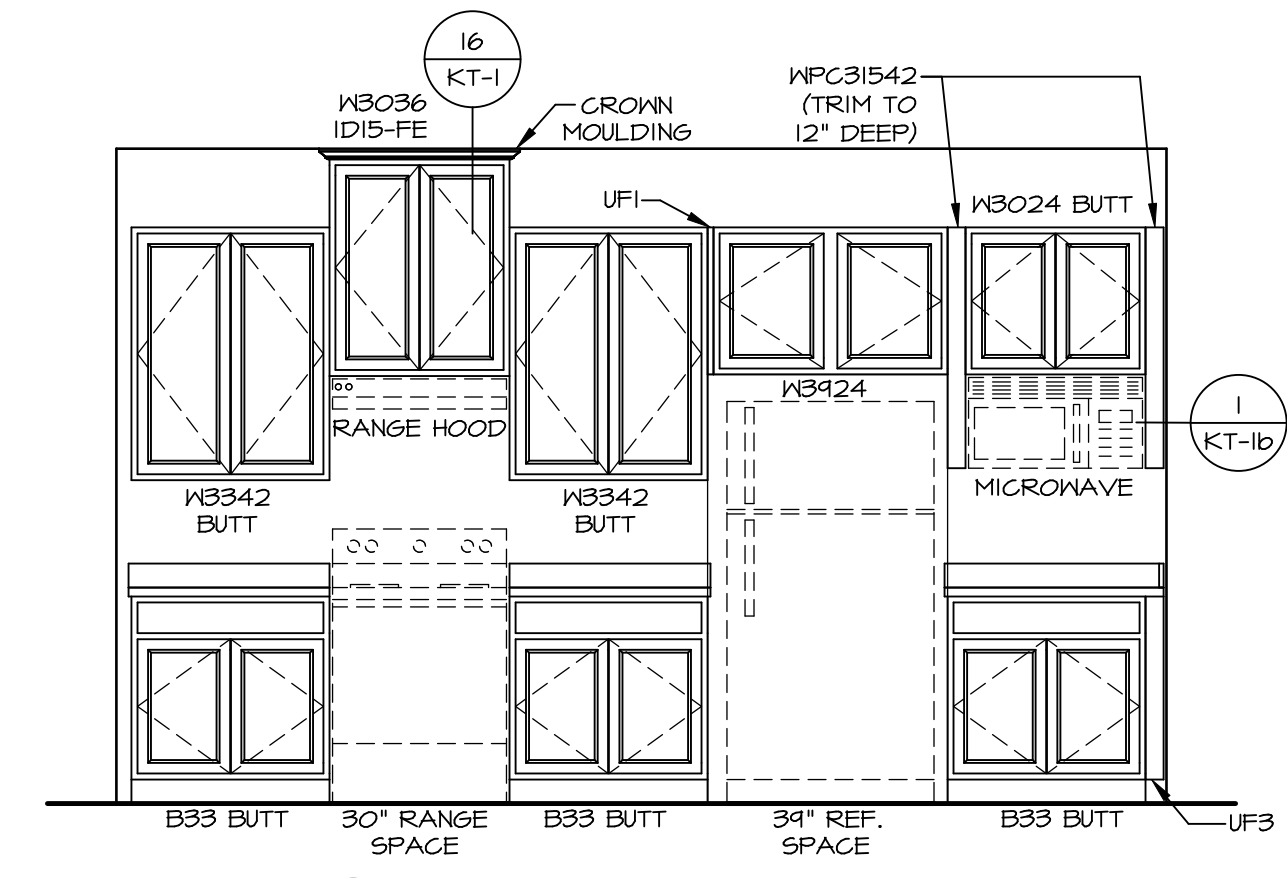 16
KT-1
W3036
1D15-FE
CROWN
MOULDING
WPC31542
(TRIM TO
12" DEEP)
UF1
W3024 BUTT
W3924
RANGE HOOD
1
KT-1b
W3342
BUTT
W3342
BUTT
MICROWAVE
B33 BUTT
30" RANGE
SPACE
B33 BUTT
39" REF.
SPACE
B33 BUTT
UF3